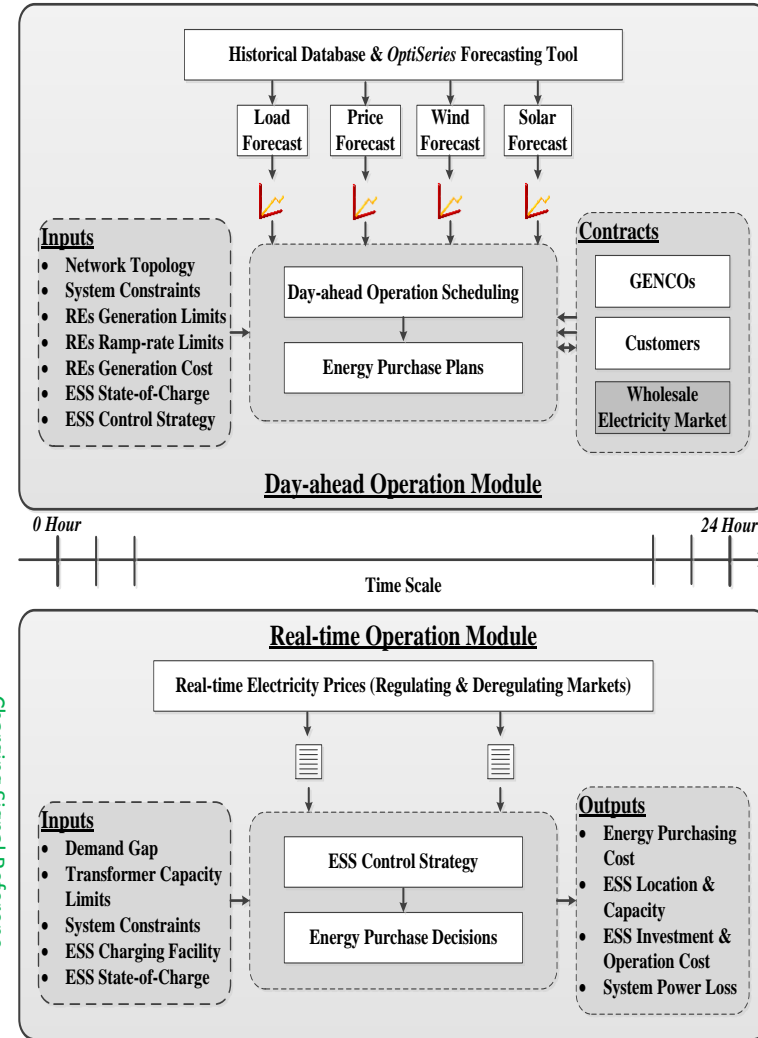 Historical Database & OptiSeries Forecasting Tool
Load
Forecast
Price
Forecast
Wind
Forecast
Solar
Forecast
Inputs
• Network Topology
• System Constraints
• REs Generation Limits
• REs Ramp-rate Limits
• REs Generation Cost
• ESS State-of-Charge
• ESS Control Strategy
Day-ahead Operation Scheduling
Energy Purchase Plans
Contracts
GENCOs
Customers
Wholesale
Electricity Market
Day-ahead Operation Module
0 Hour
24 Hour
Time Scale
Real-time Operation Module
Real-time Electricity Prices (Regulating & Deregulating Markets)
Inputs
• Demand Gap
• Transformer Capacity
Limits
• System Constraints
• ESS Charging Facility
• ESS State-of-Charge
ESS Control Strategy
Energy Purchase Decisions
Outputs
• Energy Purchasing
Cost
• ESS Location &
Capacity
• ESS Investment &
Operation Cost
• System Power Loss